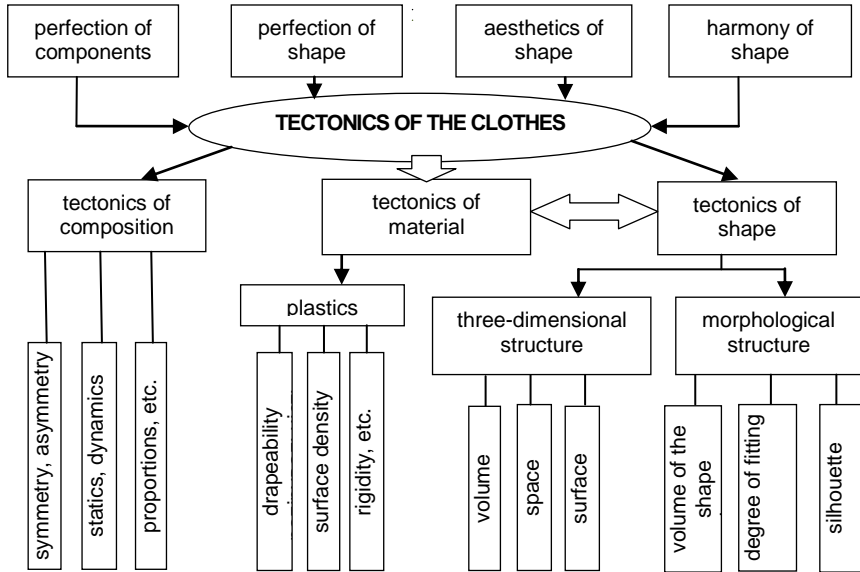 perfection of
components
perfection of
shape
aesthetics of
shape
harmony of
shape
TECTONICS OF THE CLOTHES
tectonics of
composition
tectonics of
material
tectonics of
shape
plastics
three-dimensional
structure
morphological
structure
symmetry, asymmetry
statics, dynamics
proportions, etc.
drapeability
surface density
rigidity, etc.
volume
space
surface
volume of the
shape
degree of fitting
silhouette